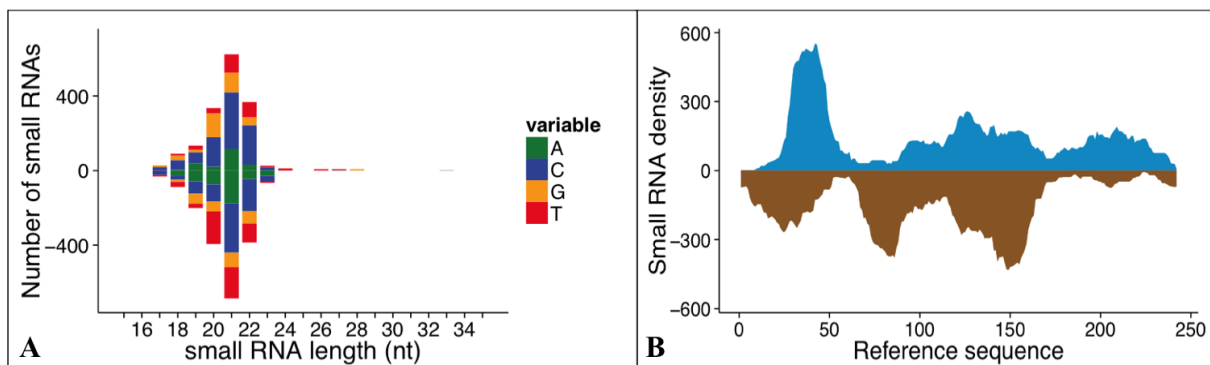 Number of small RNAs
400
0
−400
16 18 20 22 24 26 28 30 32 34
small RNA length (nt)
A
variable
A
C
G
T
Small RNA density
600
300
0
−300
−600
0 50 100 150 200 250
Reference sequence
B